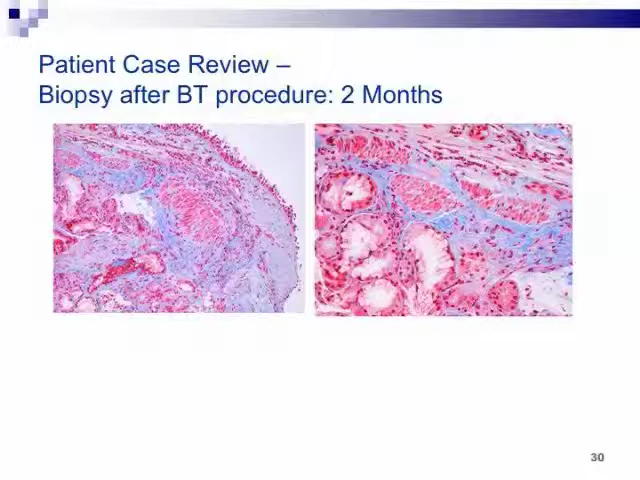 Patient Case Review –
Biopsy after BT procedure: 2 Months
30